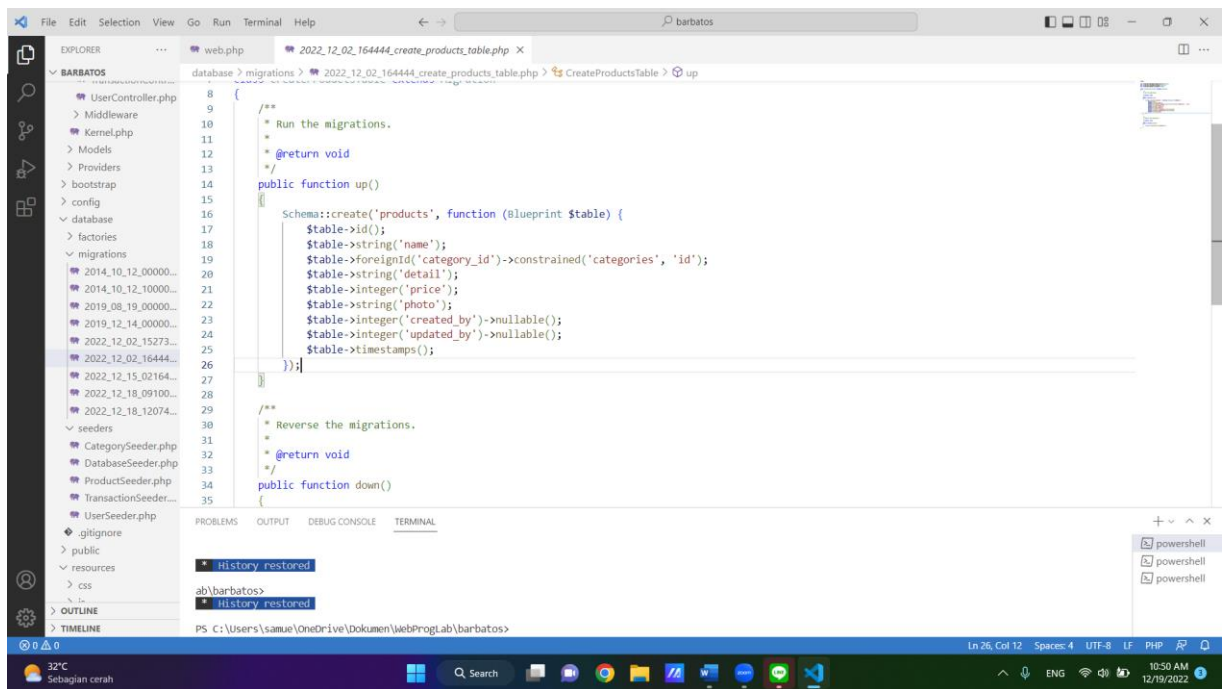 File Edit Selection View Go Run Terminal Help
barbatos
EXPLORER
web.php 2022_12_02_164444_create_products_table.php
BARBATOS
database > migrations > 2022_12_02_164444_create_products_table.php > CreateProductsTable > up
UserController.php
> Middleware
Kernel.php
> Models
> Providers
> bootstrap
> config
database
> factories
migrations
2014_10_12_00000...
2014_10_12_10000...
2019_08_19_00000...
2019_12_14_00000...
2022_12_02_15273...
2022_12_02_16444...
2022_12_15_02164...
2022_12_18_09100...
2022_12_18_12074...
seeders
CategorySeeder.php
DatabaseSeeder.php
ProductSeeder.php
TransactionSeeder....
UserSeeder.php
.gitignore
> public
resources
> css
> OUTLINE
> TIMELINE
8 {
9 /**
10 * Run the migrations.
11 *
12 * @return void
13 */
14 public function up()
15 {
16 Schema::create('products', function (Blueprint $table) {
17 $table->id();
18 $table->string('name');
19 $table->foreignId('category_id')->constrained('categories', 'id');
20 $table->string('detail');
21 $table->integer('price');
22 $table->string('photo');
23 $table->integer('created_by')->nullable();
24 $table->integer('updated_by')->nullable();
25 $table->timestamps();
26 });
27 }
28
29 /**
30 * Reverse the migrations.
31 *
32 * @return void
33 */
34 public function down()
35 {
PROBLEMS OUTPUT DEBUG CONSOLE TERMINAL
* History restored
ab\barbatos>
* History restored
PS C:\Users\samue\OneDrive\Dokumen\WebProgLab\barbatos>
powershell
powershell
powershell
0 0
Ln 26, Col 12 Spaces: 4 UTF-8 LF PHP
32°C
Sebagian cerah
Search
ENG
10:50 AM
12/19/2022
3